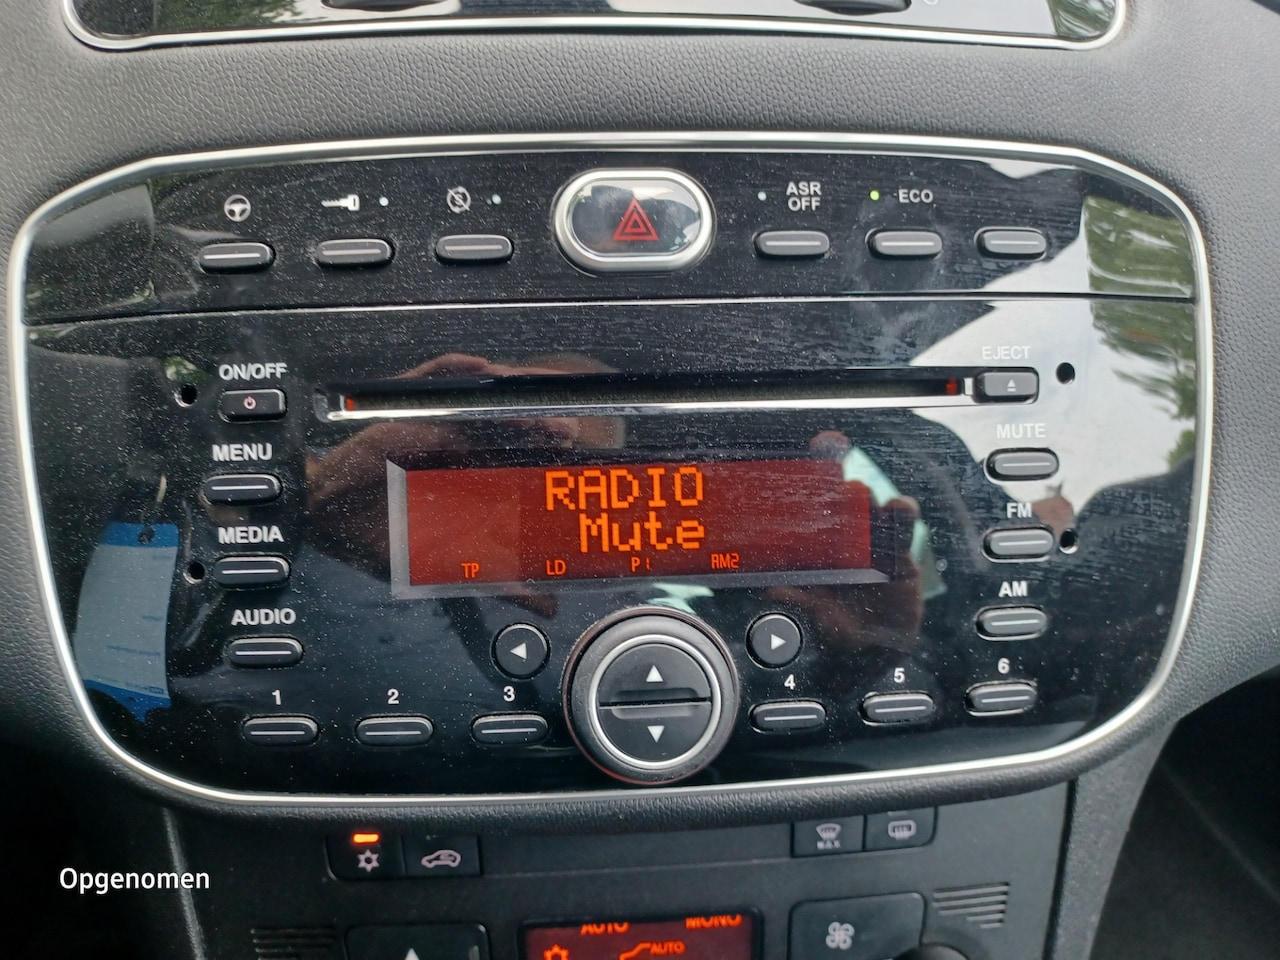 ASR
OFF
ECO
ON/OFF
EJECT
MENU
MUTE
RADIO
Mute
MEDIA
FM
TP LD P1 AM2
AUDIO
AM
1 2 3 4 5 6
Opgenomen
AUTO MONO
AUTO